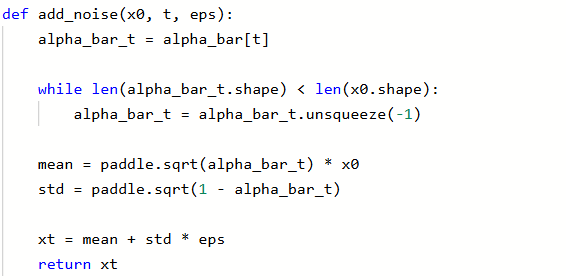 def add_noise(x0, t, eps):
    alpha_bar_t = alpha_bar[t]
    while len(alpha_bar_t.shape) < len(x0.shape):
        alpha_bar_t = alpha_bar_t.unsqueeze(-1)
    mean = paddle.sqrt(alpha_bar_t) * x0
    std = paddle.sqrt(1 - alpha_bar_t)
    xt = mean + std * eps
    return xt